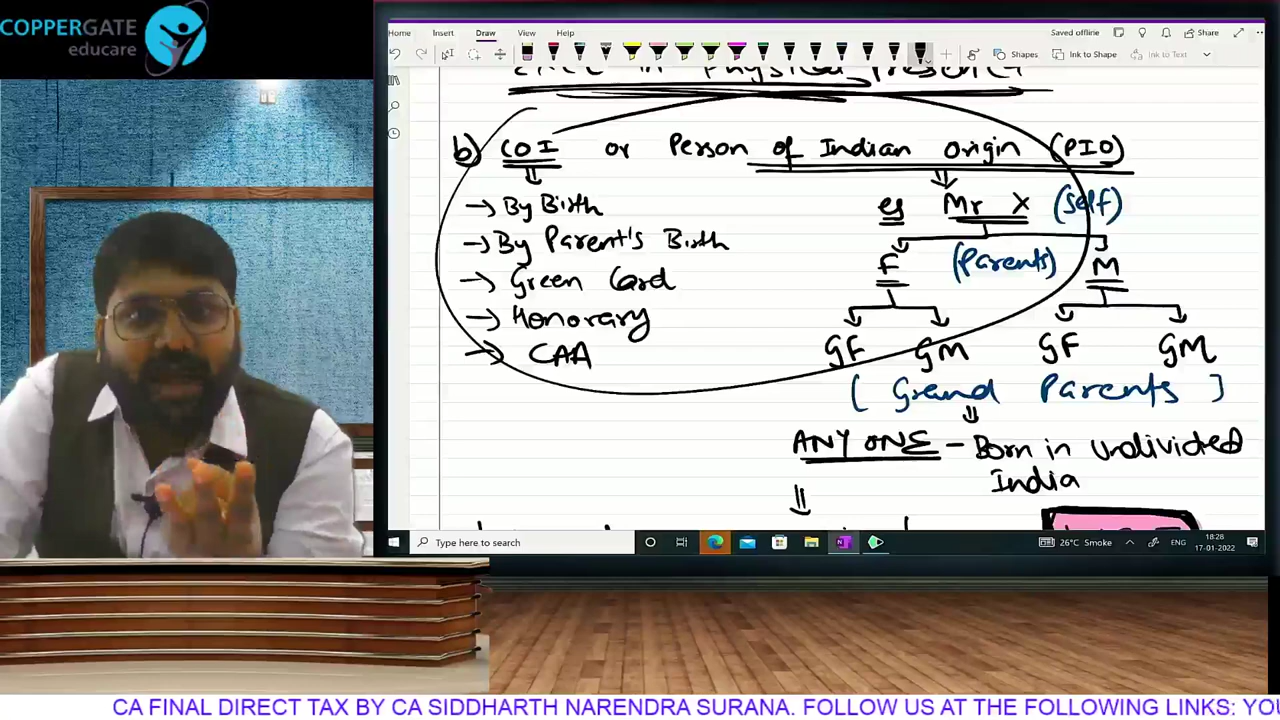 COPPERGATE
educare
Home Insert Draw View Help
Saved offline Share
Shapes Ink to Shape Ink to Text
in Physical Presence
b) COI or Person of Indian Origin (PIO)
→ By Birth
→ By Parent's Birth
→ Green Card
→ Honorary
→ CAA
eg Mr X (Self)
F (Parents) M
GF GM GF GM
( Grand Parents )
ANY ONE – Born in Undivided
India
Type here to search
26°C Smoke ENG 18:28
17-01-2022
CA FINAL DIRECT TAX BY CA SIDDHARTH NARENDRA SURANA. FOLLOW US AT THE FOLLOWING LINKS: YOU